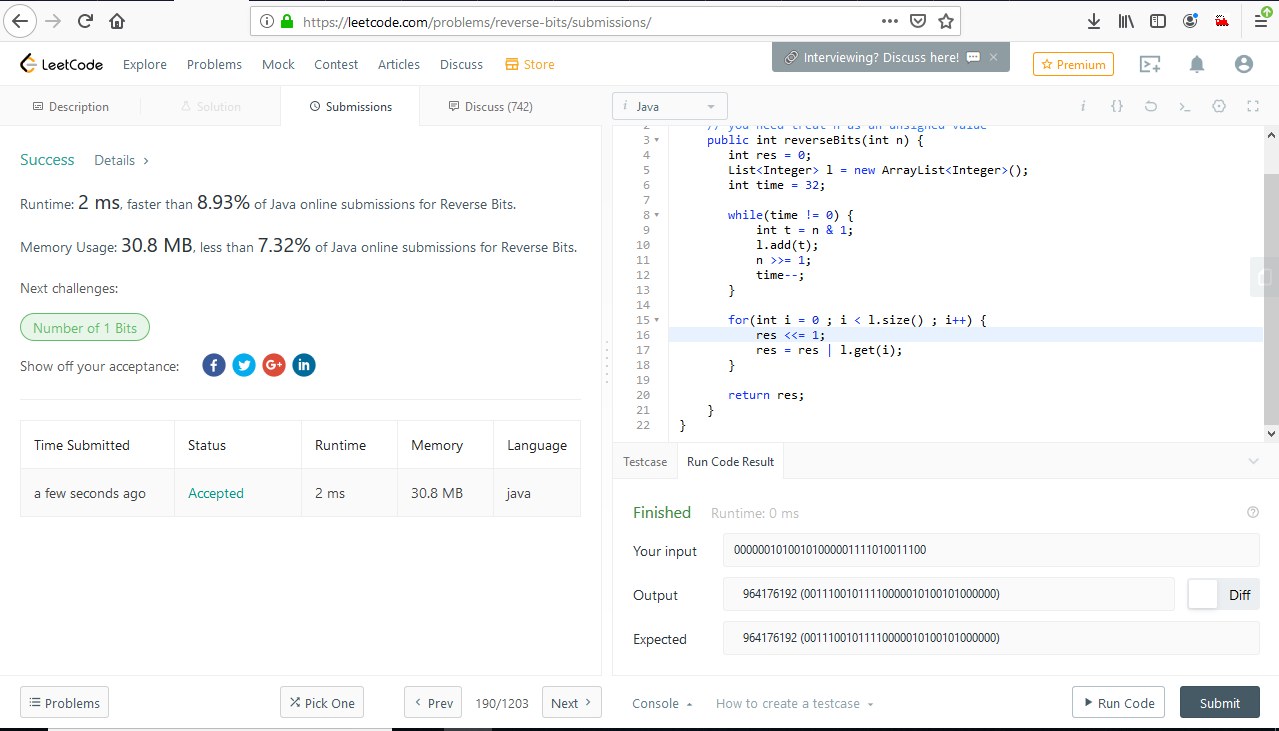 https://leetcode.com/problems/reverse-bits/submissions/
LeetCode Explore Problems Mock Contest Articles Discuss Store
Interviewing? Discuss here!
Premium
Description Solution Submissions Discuss (742)
Success Details
Runtime: 2 ms, faster than 8.93% of Java online submissions for Reverse Bits.
Memory Usage: 30.8 MB, less than 7.32% of Java online submissions for Reverse Bits.
Next challenges:
Number of 1 Bits
Show off your acceptance:
Time Submitted Status Runtime Memory Language
a few seconds ago Accepted 2 ms 30.8 MB java
Problems Pick One Prev 190/1203 Next
i Java
2 // you need treat n as an unsigned value
3 public int reverseBits(int n) {
4 int res = 0;
5 List<Integer> l = new ArrayList<Integer>();
6 int time = 32;
7
8 while(time != 0) {
9 int t = n & 1;
10 l.add(t);
11 n >>= 1;
12 time--;
13 }
14
15 for(int i = 0 ; i < l.size() ; i++) {
16 res <<= 1;
17 res = res | l.get(i);
18 }
19
20 return res;
21 }
22 }
Testcase Run Code Result
Finished Runtime: 0 ms
Your input 00000010100101000001111010011100
Output 964176192 (00111001011110000010100101000000) Diff
Expected 964176192 (00111001011110000010100101000000)
Console How to create a testcase Run Code Submit